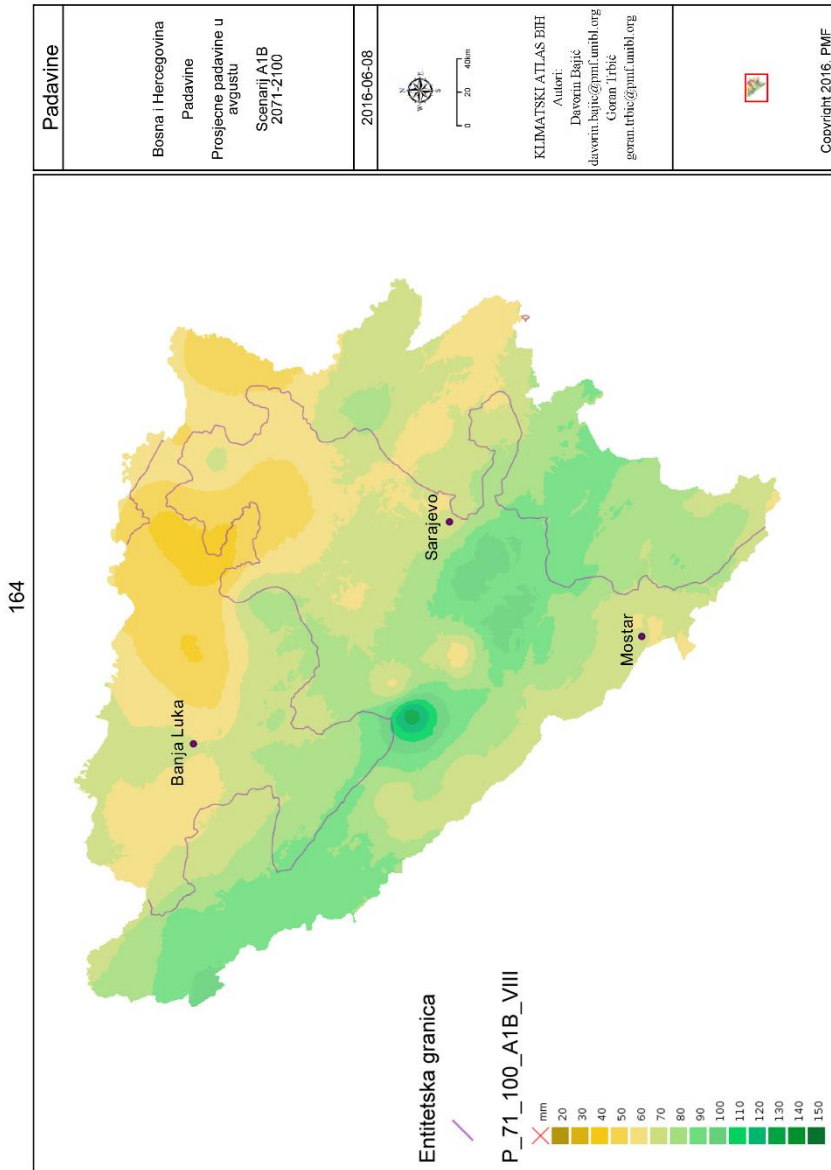 164
Padavine
Bosna i Hercegovina
Padavine
Prosjecne padavine u
avgustu
Scenarij A1B
2071-2100
2016-06-08
N
W
E
S
0 20 40km
KLIMATSKI ATLAS BIH
Autori:
Davorin Bajić
davorin.bajic@pmf.unibl.org
Goran Trbić
goran.trbic@pmf.unibl.org
Copyright 2016, PMF
Banja Luka
Sarajevo
Mostar
Entitetska granica
P_71_100_A1B_VIII
mm
20
30
40
50
60
70
80
90
100
110
120
130
140
150